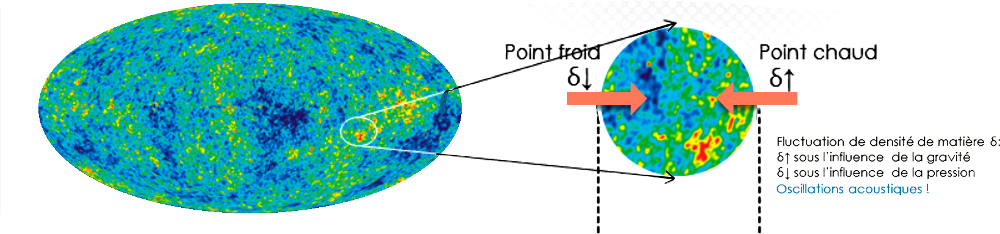 Point froid
δ↓
Point chaud
δ↑
Fluctuation de densité de matière δ:
δ↑ sous l'influence de la gravité
δ↓ sous l'influence de la pression
Oscillations acoustiques !